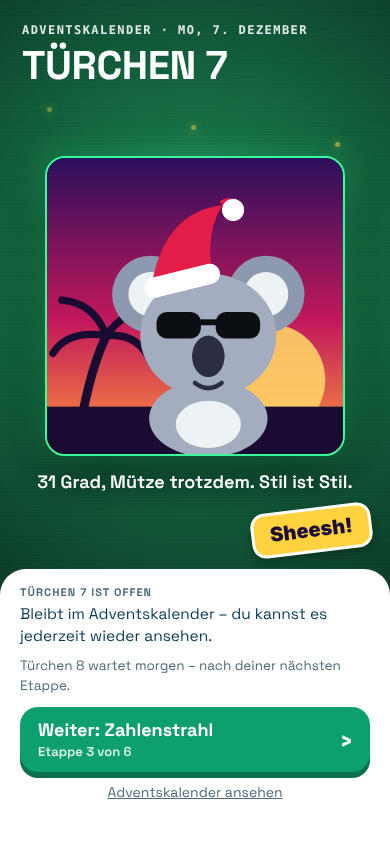 ADVENTSKALENDER · MO, 7. DEZEMBER
TÜRCHEN 7
31 Grad, Mütze trotzdem. Stil ist Stil.
Sheesh!
TÜRCHEN 7 IST OFFEN
Bleibt im Adventskalender – du kannst es
jederzeit wieder ansehen.
Türchen 8 wartet morgen – nach deiner nächsten
Etappe.
Weiter: Zahlenstrahl
Etappe 3 von 6
>
Adventskalender ansehen